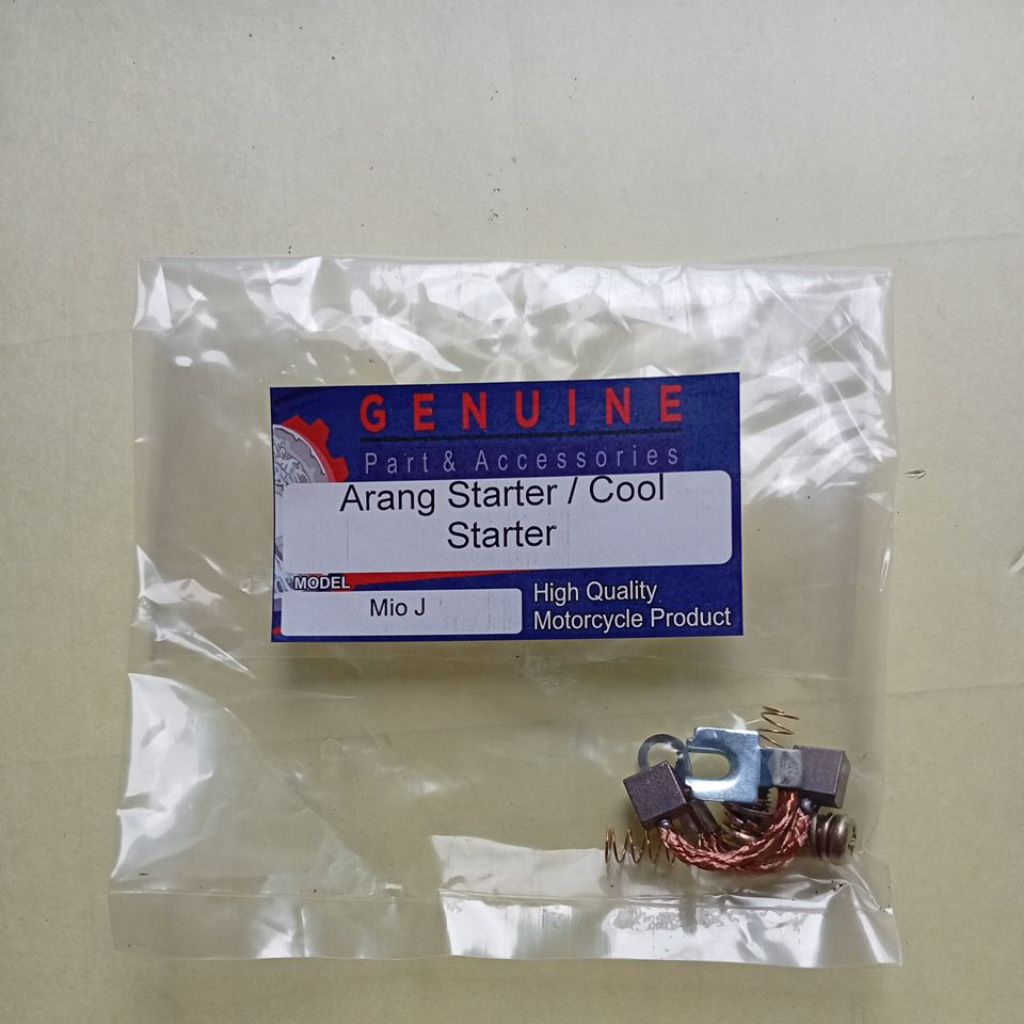 GENUINE
Part & Accessories
Arang Starter / Cool
Starter
MODEL
Mio J
High Quality
Motorcycle Product